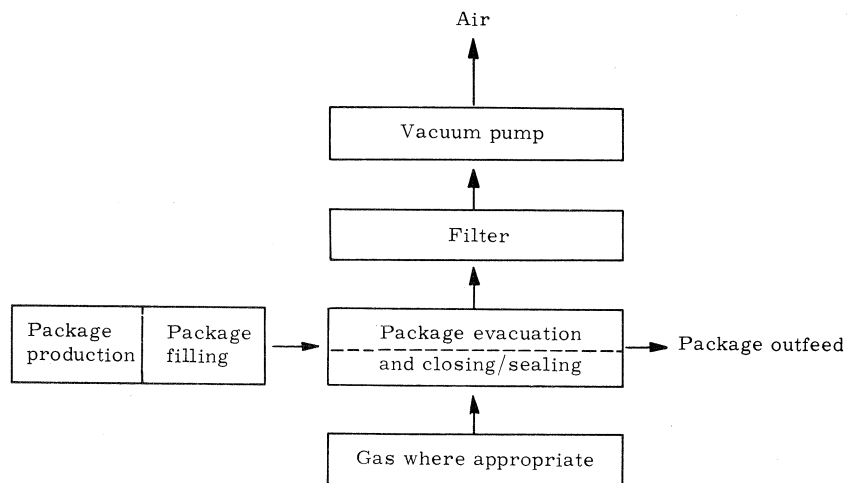 Air
Vacuum pump
Filter
Package production
Package filling
Package evacuation
and closing/sealing
Package outfeed
Gas where appropriate